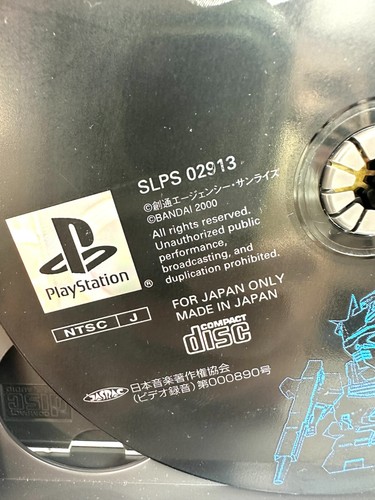 SLPS 02913
©創通エージェンシー・サンライズ
©BANDAI 2000
All rights reserved.
Unauthorized public
performance,
broadcasting, and
duplication prohibited.
PlayStation ®
NTSC J
FOR JAPAN ONLY
MADE IN JAPAN
COMPACT
disc
JASRAC
日本音楽著作権協会
(ビデオ録音)第000890号